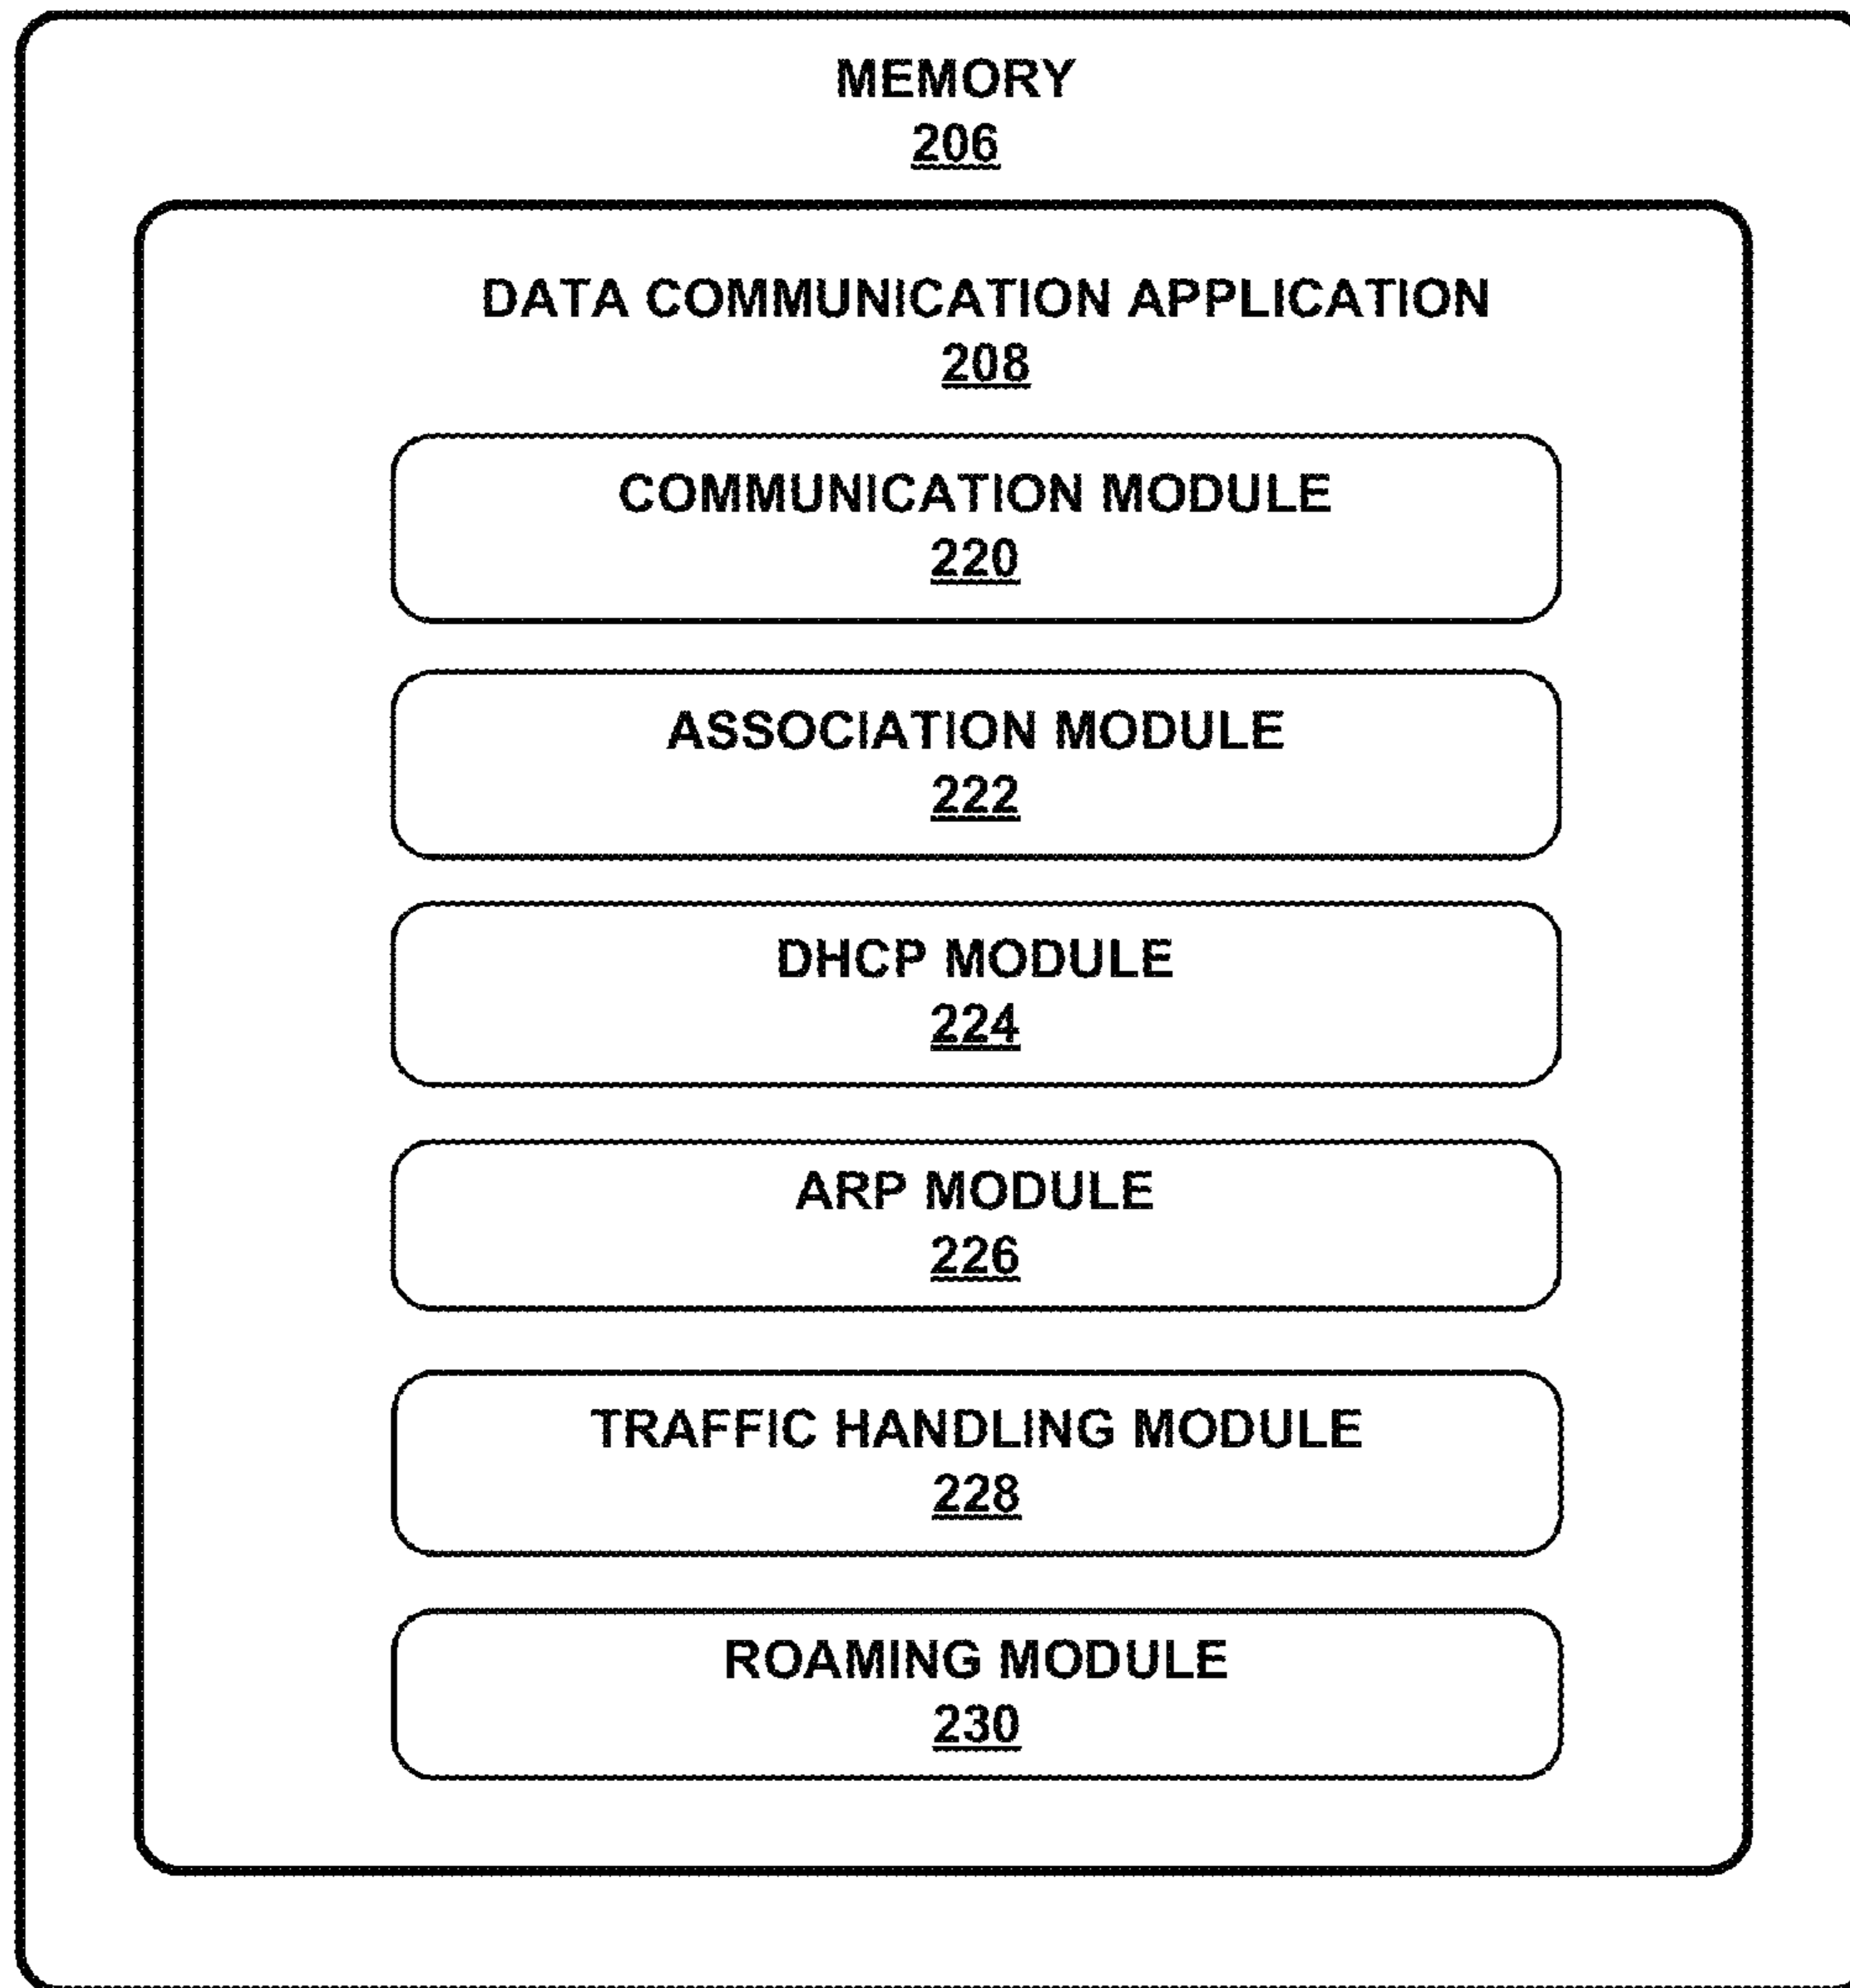 MEMORY
206
DATA COMMUNICATION APPLICATION
208
COMMUNICATION MODULE
220
ASSOCIATION MODULE
222
DHCP MODULE
224
ARP MODULE
226
TRAFFIC HANDLING MODULE
228
ROAMING MODULE
230